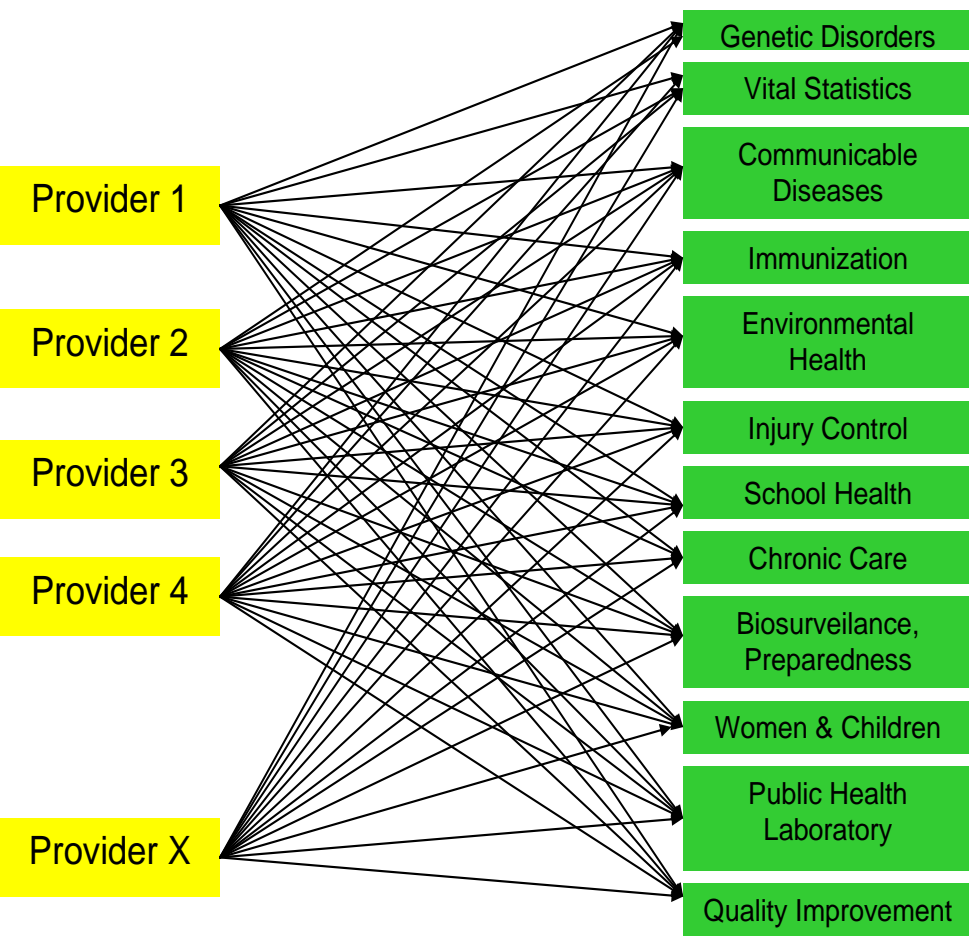 Provider 1
Provider 2
Provider 3
Provider 4
Provider X
Genetic Disorders
Vital Statistics
Communicable
Diseases
Immunization
Environmental
Health
Injury Control
School Health
Chronic Care
Biosurveilance,
Preparedness
Women & Children
Public Health
Laboratory
Quality Improvement